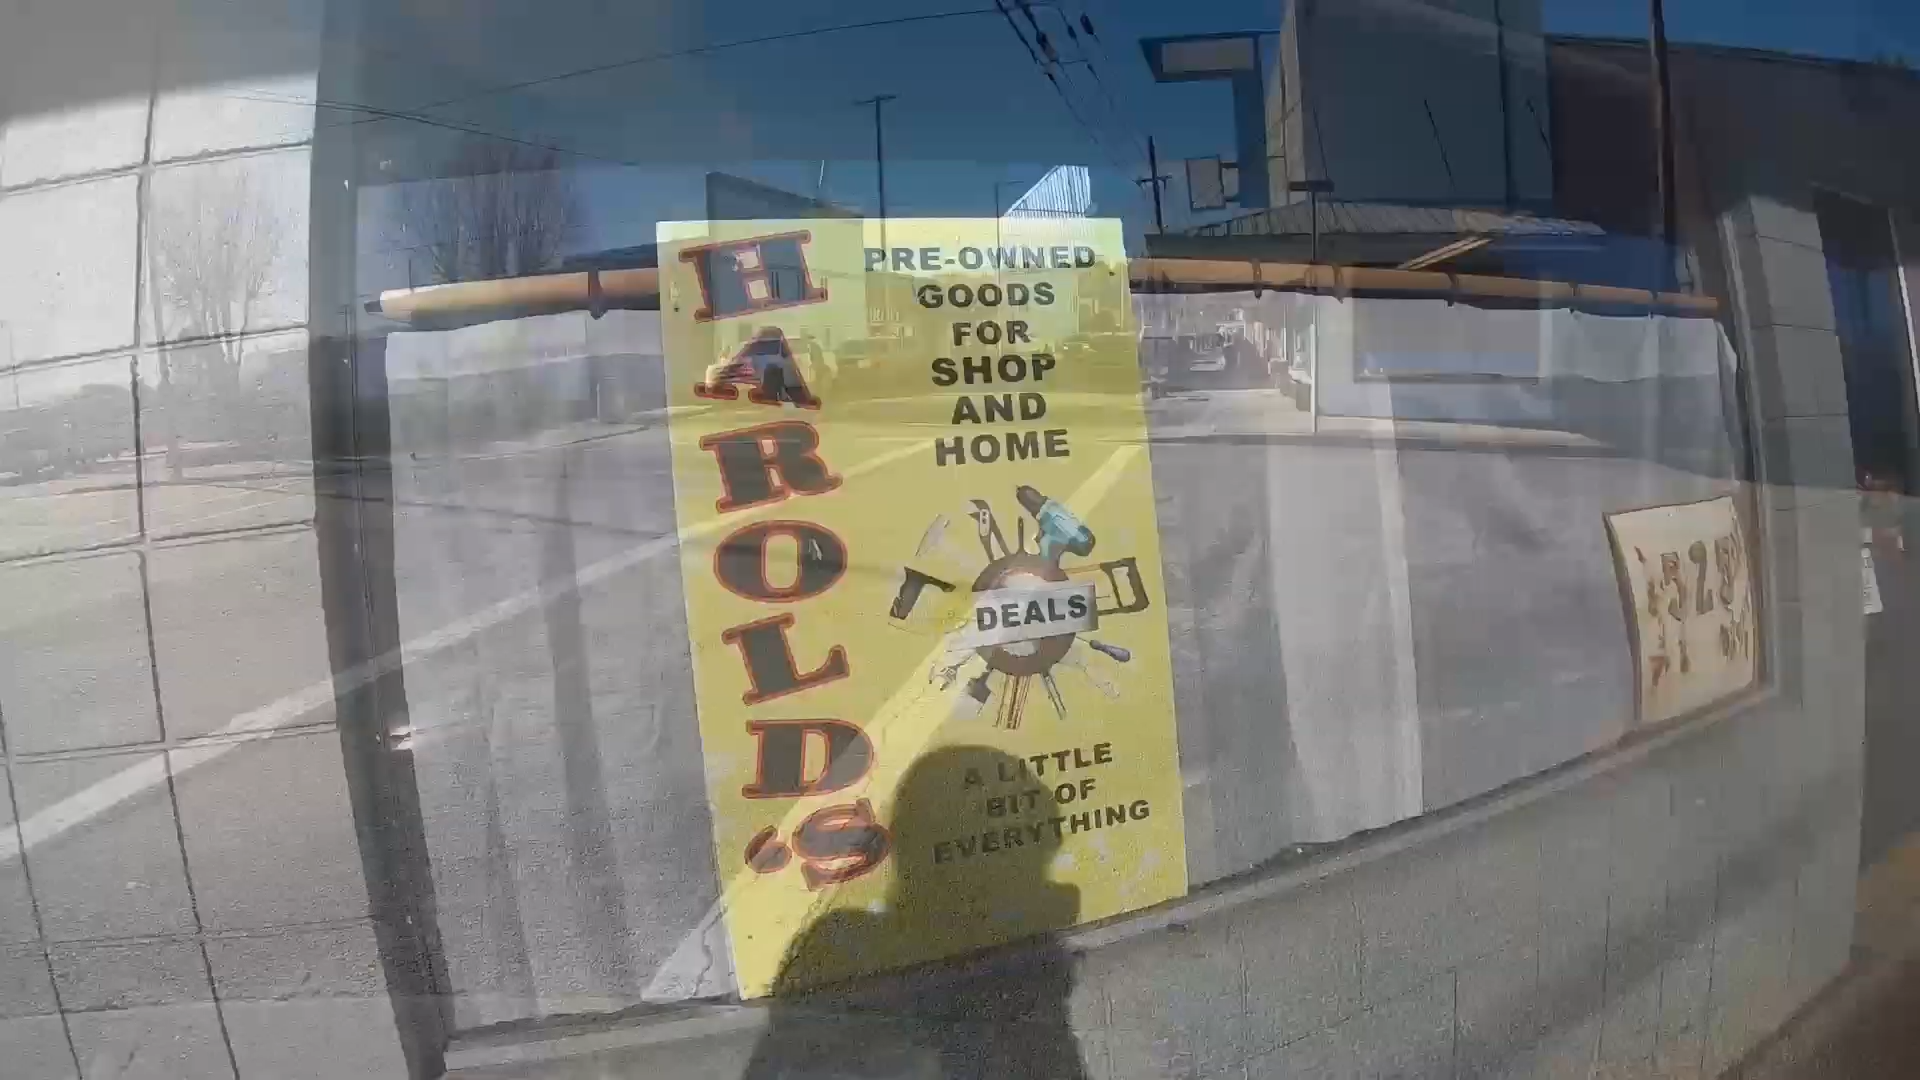 HAROLD'S
PRE-OWNED
GOODS
FOR
SHOP
AND
HOME
DEALS
A LITTLE
BIT OF
EVERYTHING